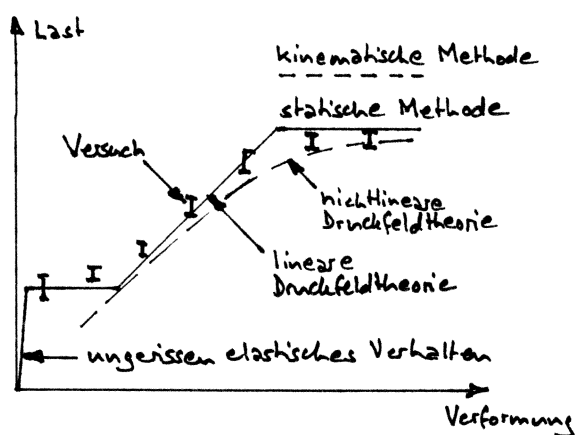 Last
kinematische Methode
statische Methode
Versuch
nichtlineare
Druckfeldtheorie
lineare
Druckfeldtheorie
ungerissen elastisches Verhalten
Verformung